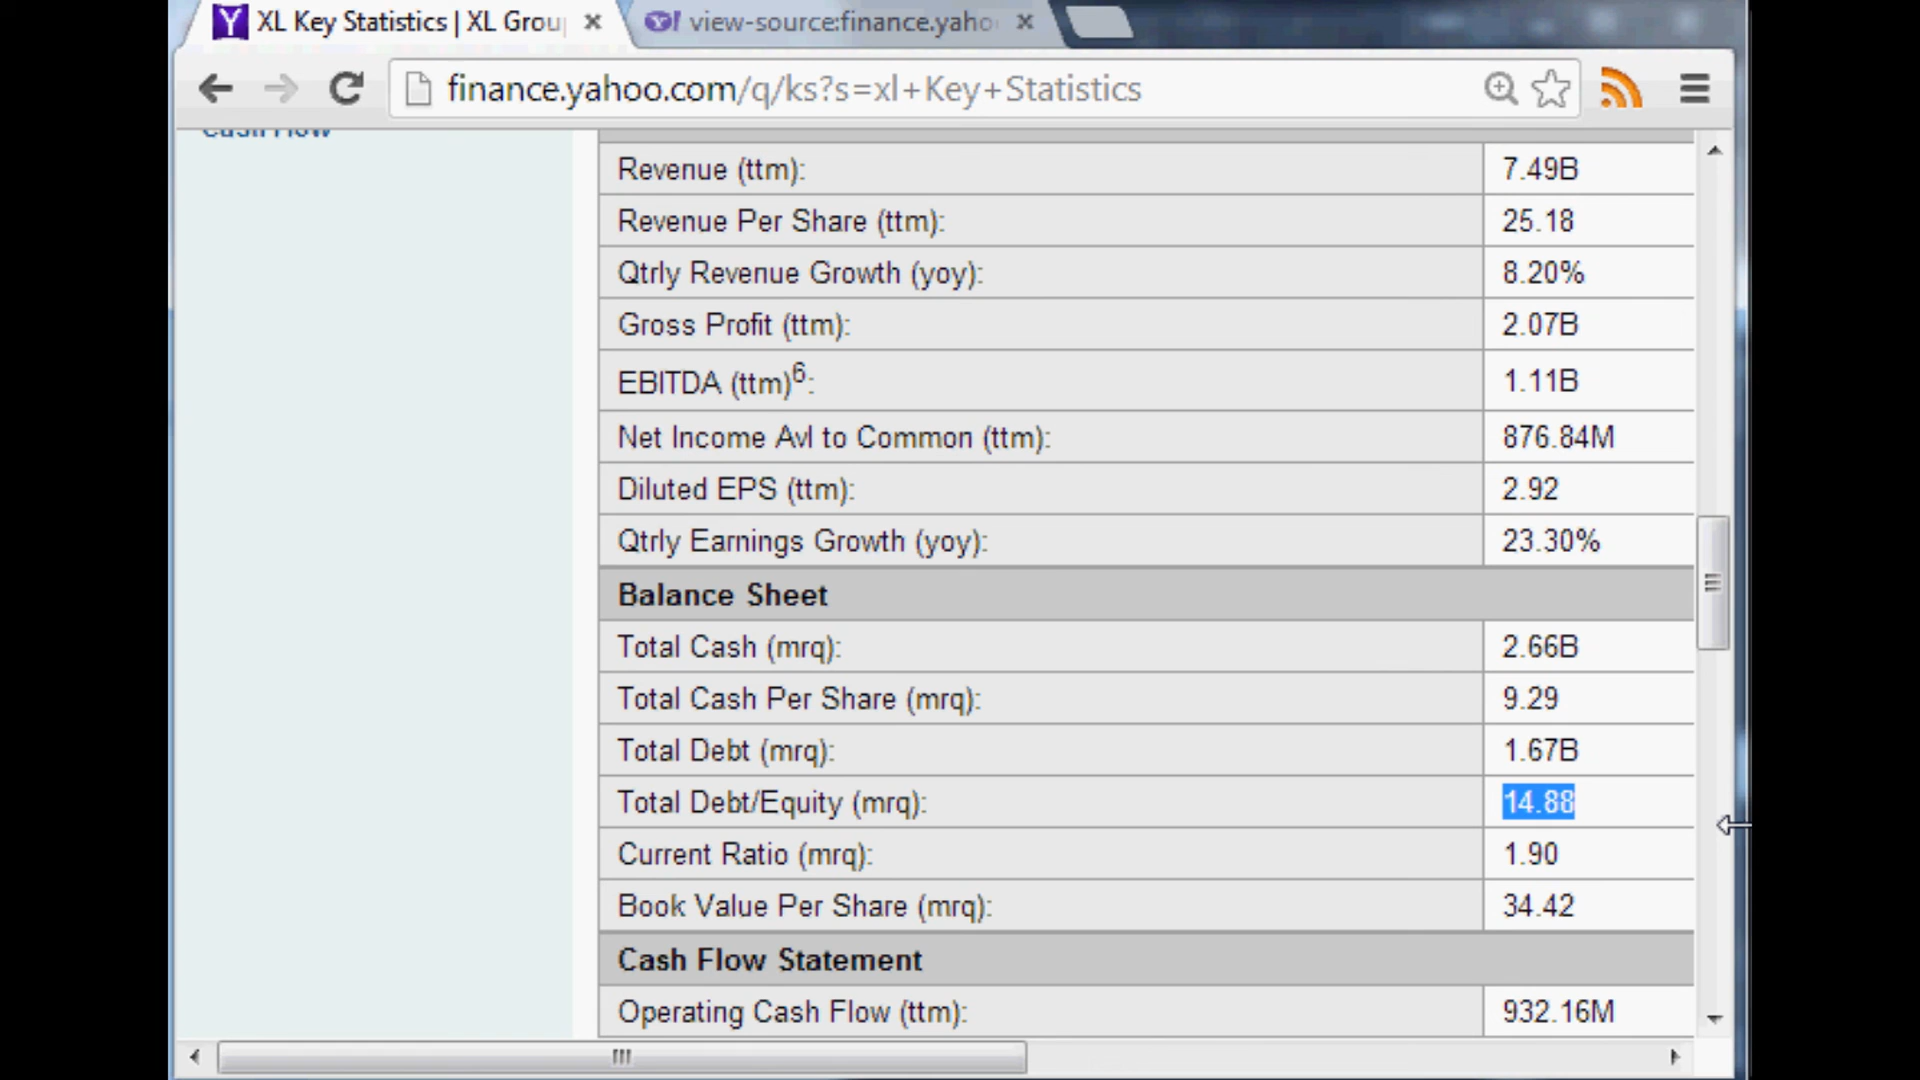 XL Key Statistics | XL Grou
view-source:finance.yaho
finance.yahoo.com/q/ks?s=xl+Key+Statistics
Cash Flow
Revenue (ttm): 7.49B
Revenue Per Share (ttm): 25.18
Qtrly Revenue Growth (yoy): 8.20%
Gross Profit (ttm): 2.07B
EBITDA (ttm)6: 1.11B
Net Income Avl to Common (ttm): 876.84M
Diluted EPS (ttm): 2.92
Qtrly Earnings Growth (yoy): 23.30%
Balance Sheet
Total Cash (mrq): 2.66B
Total Cash Per Share (mrq): 9.29
Total Debt (mrq): 1.67B
Total Debt/Equity (mrq): 14.88
Current Ratio (mrq): 1.90
Book Value Per Share (mrq): 34.42
Cash Flow Statement
Operating Cash Flow (ttm): 932.16M